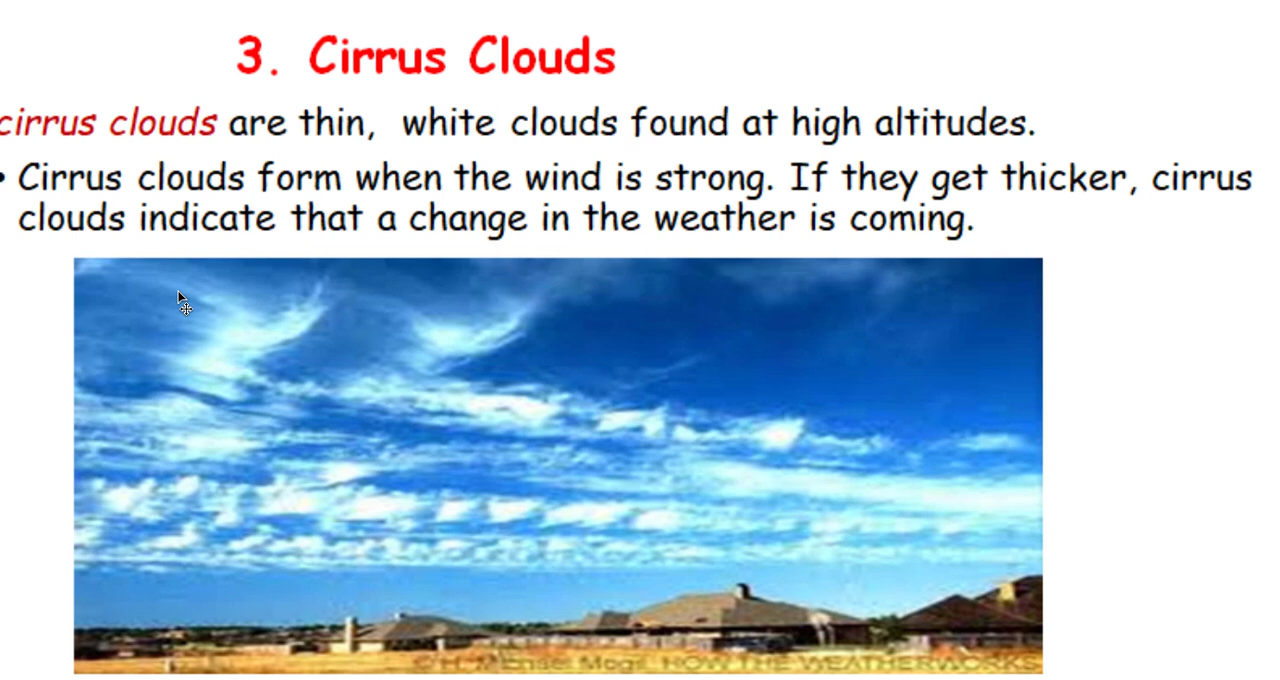 3. Cirrus Clouds
cirrus clouds are thin, white clouds found at high altitudes.
• Cirrus clouds form when the wind is strong. If they get thicker, cirrus
clouds indicate that a change in the weather is coming.
© H. Michael Mogil, HOW THE WEATHERWORKS